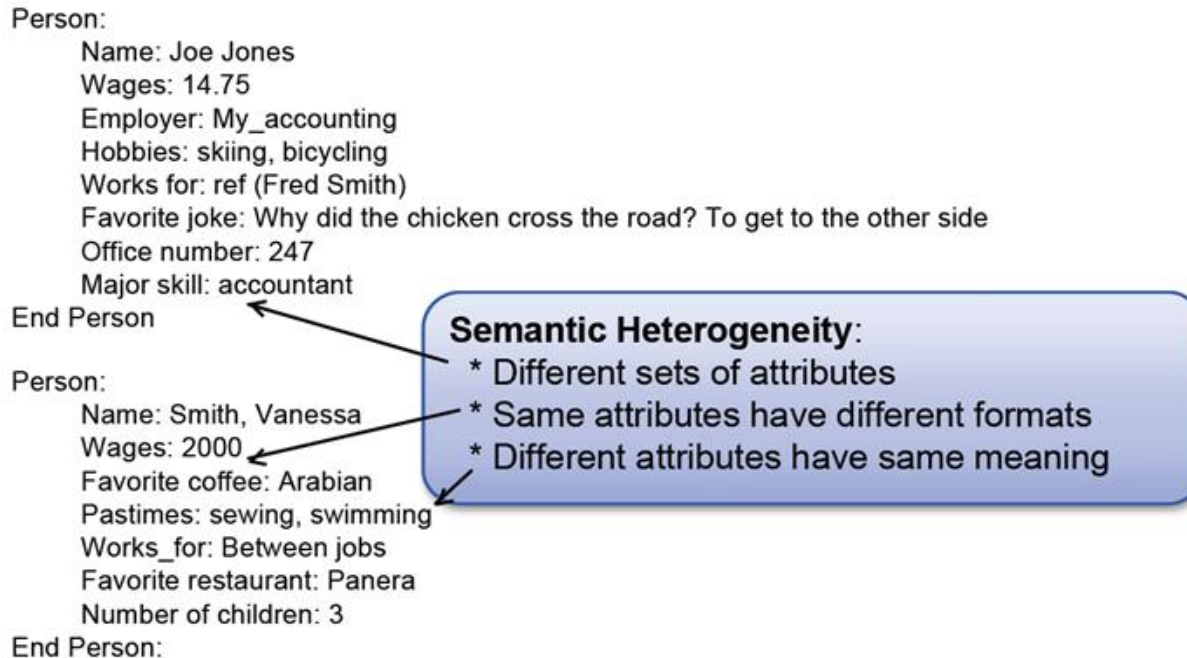 Person:
Name: Joe Jones
Wages: 14.75
Employer: My_accounting
Hobbies: skiing, bicycling
Works for: ref (Fred Smith)
Favorite joke: Why did the chicken cross the road? To get to the other side
Office number: 247
Major skill: accountant
End Person
Person:
Name: Smith, Vanessa
Wages: 2000
Favorite coffee: Arabian
Pastimes: sewing, swimming
Works_for: Between jobs
Favorite restaurant: Panera
Number of children: 3
End Person:
Semantic Heterogeneity:
* Different sets of attributes
* Same attributes have different formats
* Different attributes have same meaning